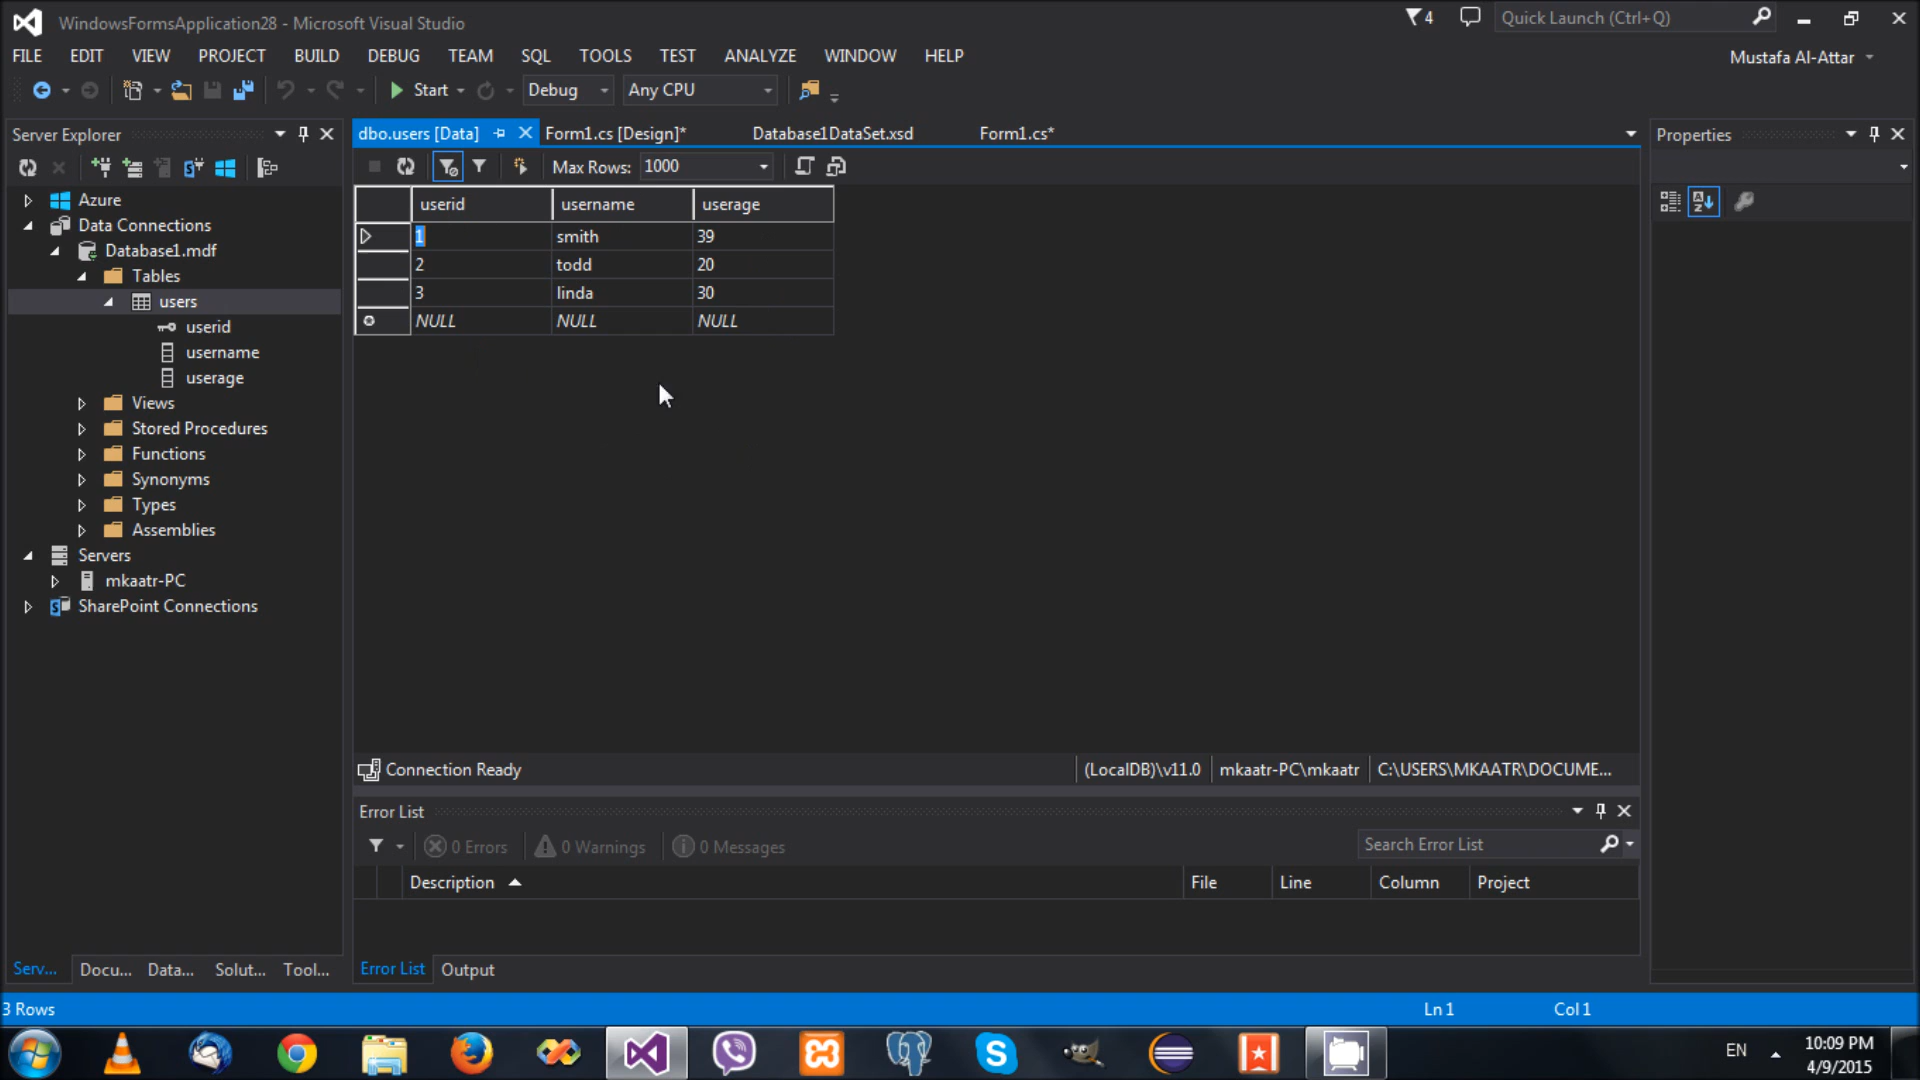 WindowsFormsApplication28 - Microsoft Visual Studio
4
Quick Launch (Ctrl+Q)
FILE EDIT VIEW PROJECT BUILD DEBUG TEAM SQL TOOLS TEST ANALYZE WINDOW HELP
Mustafa Al-Attar
Start Debug Any CPU
Server Explorer
dbo.users [Data] Form1.cs [Design]* Database1DataSet.xsd Form1.cs*
Properties
Max Rows: 1000
Azure
Data Connections
Database1.mdf
Tables
users
userid
username
userage
Views
Stored Procedures
Functions
Synonyms
Types
Assemblies
Servers
mkaatr-PC
SharePoint Connections
userid username userage
1 smith 39
2 todd 20
3 linda 30
NULL NULL NULL
Connection Ready
(LocalDB)\v11.0 mkaatr-PC\mkaatr C:\USERS\MKAATR\DOCUME...
Error List
0 Errors 0 Warnings 0 Messages
Search Error List
Description File Line Column Project
Serv... Docu... Data... Solut... Tool...
Error List Output
3 Rows
Ln 1 Col 1
EN
10:09 PM
4/9/2015